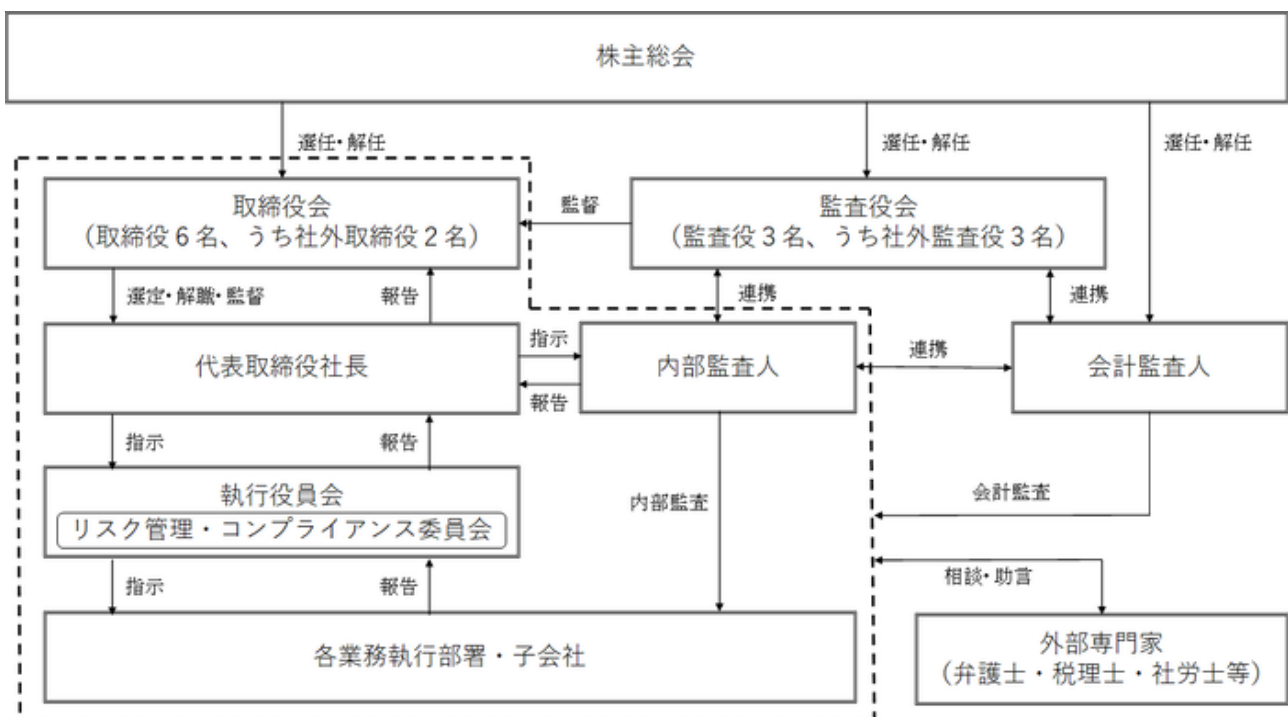 株主総会
選任・解任
選任・解任
選任・解任
取締役会
（取締役６名、うち社外取締役２名）
監督
監査役会
（監査役３名、うち社外監査役３名）
選定・解職・監督
報告
連携
連携
代表取締役社長
指示
報告
内部監査人
連携
会計監査人
指示
報告
執行役員会
リスク管理・コンプライアンス委員会
内部監査
会計監査
指示
報告
相談・助言
各業務執行部署・子会社
外部専門家
（弁護士・税理士・社労士等）